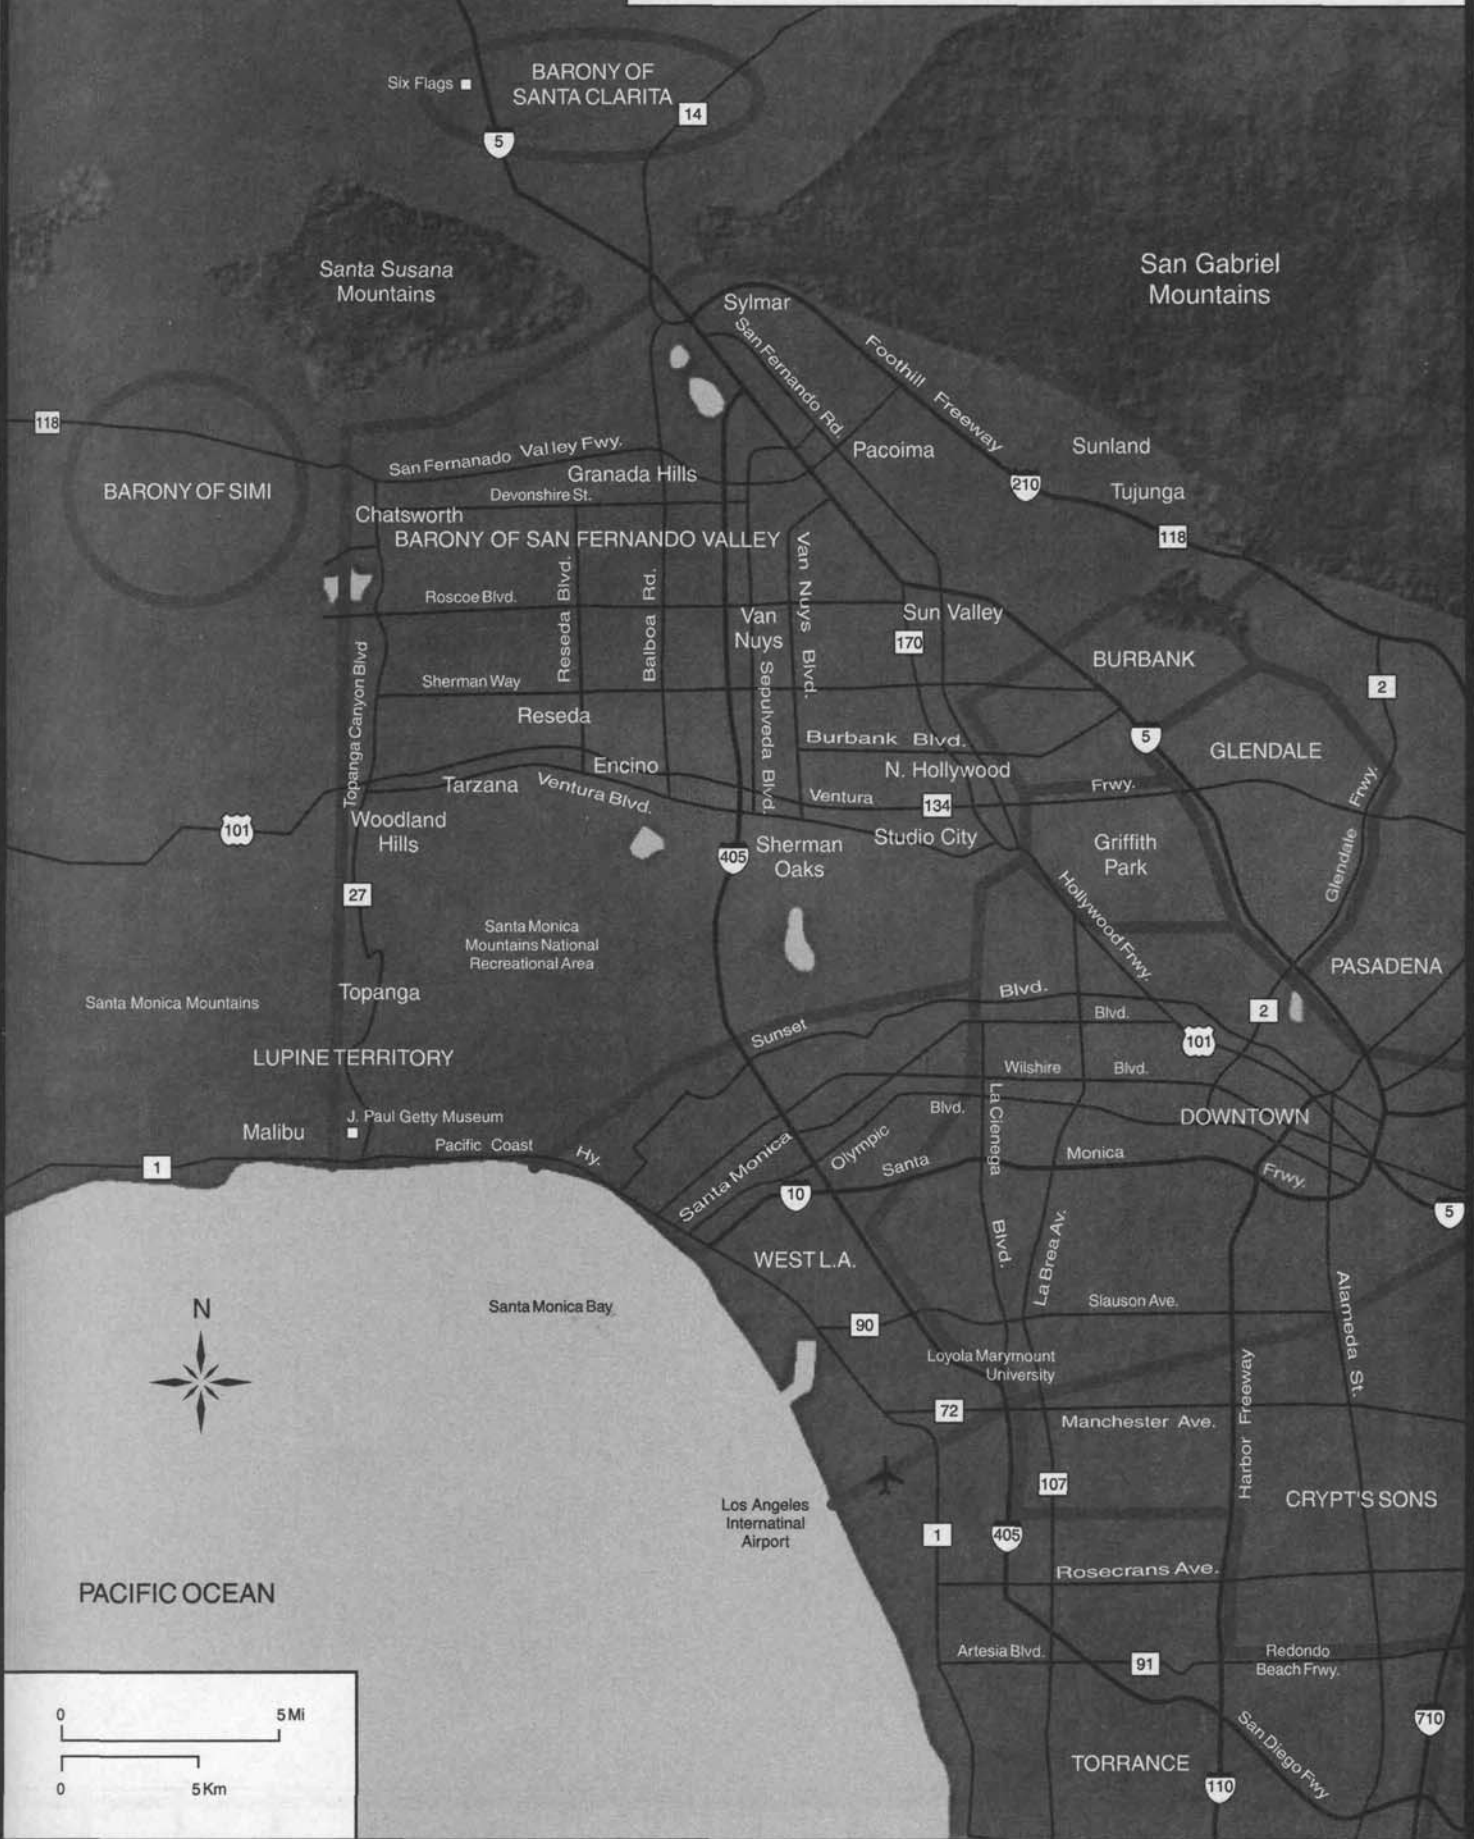 BARONY OF
SANTA CLARITA
Six Flags
14
5
Santa Susana
Mountains
San Gabriel
Mountains
Sylmar
San Fernando Rd.
Foothill Freeway
118
San Fernanado Valley Fwy.
Pacoima
Sunland
Granada Hills
210
Tujunga
BARONY OF SIMI
Devonshire St.
Chatsworth
118
BARONY OF SAN FERNANDO VALLEY
Van Nuys Blvd.
Reseda Blvd.
Balboa Rd.
Roscoe Blvd.
Van
Nuys
Sun Valley
170
BURBANK
Topanga Canyon Blvd
Sherman Way
Sepulveda Blvd.
2
Reseda
Burbank Blvd.
5
GLENDALE
Encino
N. Hollywood
Tarzana
Ventura Blvd.
Ventura
134
Frwy.
Glendale Frwy.
101
Woodland
Hills
405
Sherman
Oaks
Studio City
Griffith
Park
27
Hollywood Frwy.
Santa Monica
Mountains National
Recreational Area
PASADENA
Santa Monica Mountains
Topanga
Sunset
Blvd.
Blvd.
2
101
LUPINE TERRITORY
Wilshire Blvd.
La Cienega
Blvd.
DOWNTOWN
J. Paul Getty Museum
Malibu
Pacific Coast Hy.
1
Santa Monica
Olympic
Santa
Monica
Frwy.
10
5
Blvd.
La Brea Av.
WEST L.A.
N
Santa Monica Bay
Slauson Ave.
Alameda St.
90
Loyola Marymount
University
Harbor Freeway
72
Manchester Ave.
107
CRYPT'S SONS
Los Angeles
Internatinal
Airport
1
405
Rosecrans Ave.
PACIFIC OCEAN
Artesia Blvd.
91
Redondo
Beach Frwy.
0
5 Mi
0
5 Km
San Diego Fwy
710
TORRANCE
110